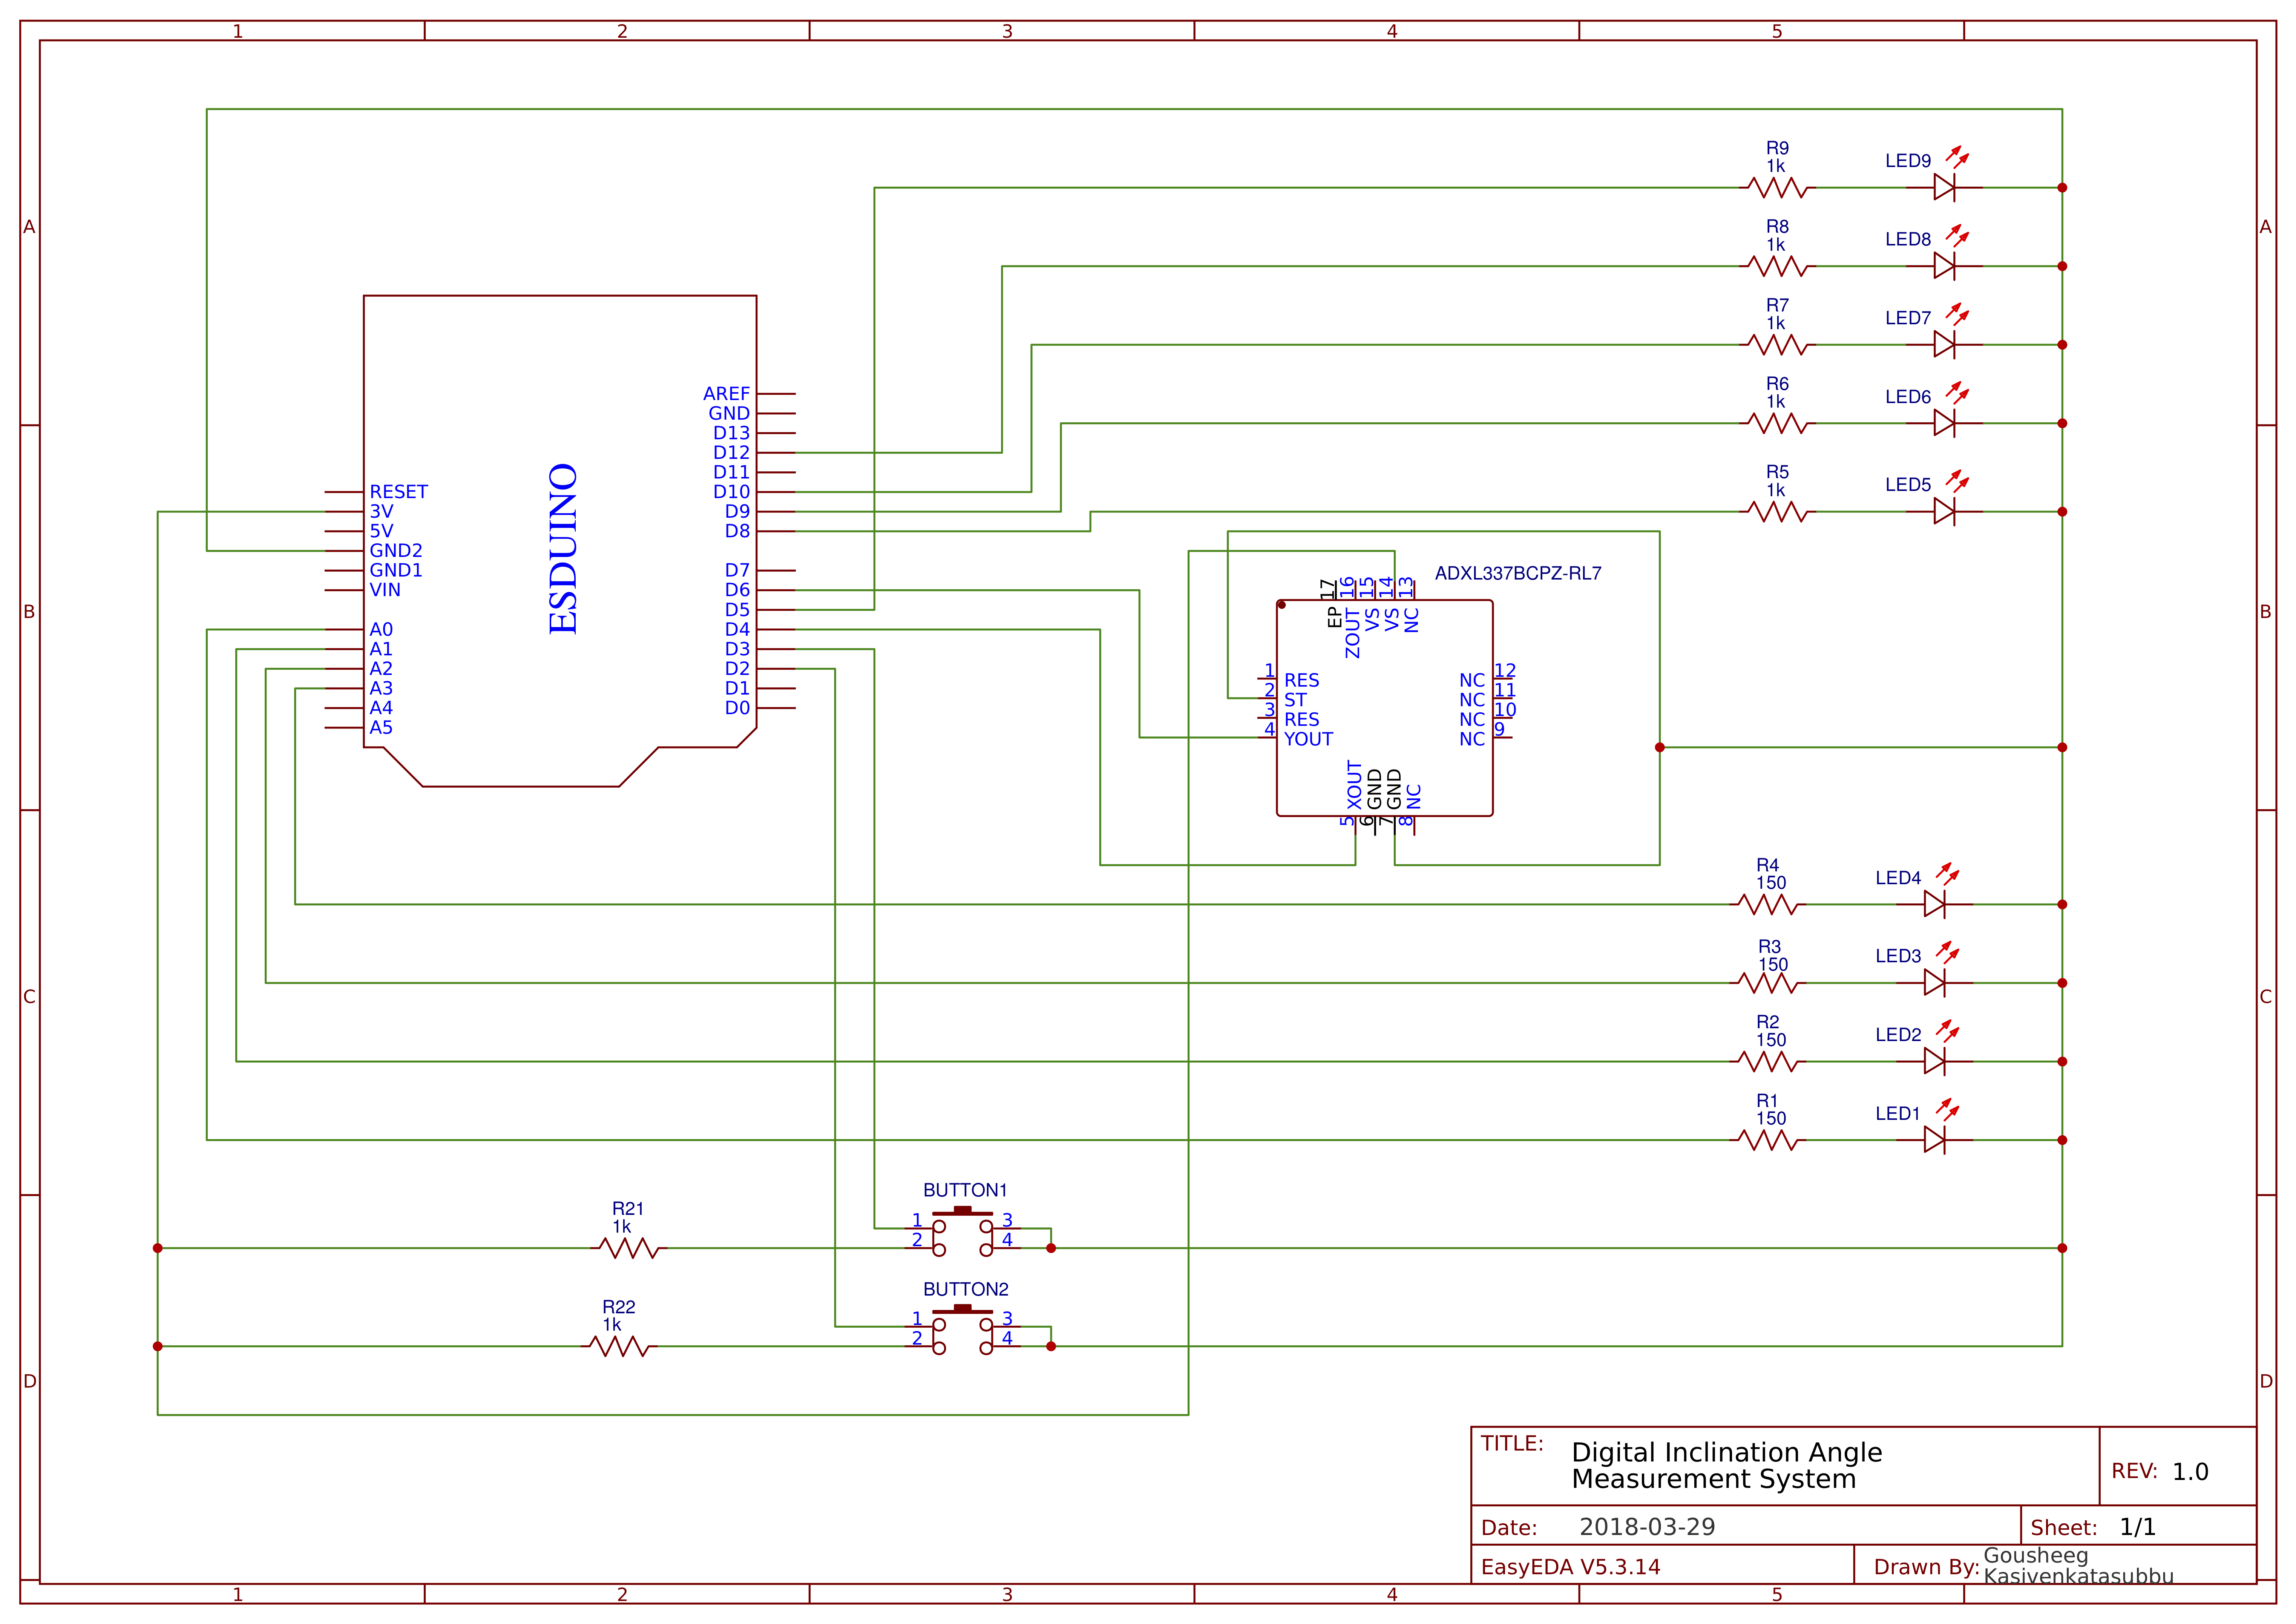 1 2 3 4 5
A
B
C
D
A
B
C
D
R9
1k
LED9
R8
1k
LED8
R7
1k
LED7
R6
1k
LED6
R5
1k
LED5
ESDUINO
RESET
3V
5V
GND2
GND1
VIN
A0
A1
A2
A3
A4
A5
AREF
GND
D13
D12
D11
D10
D9
D8
D7
D6
D5
D4
D3
D2
D1
D0
ADXL337BCPZ-RL7
17 16 15 14 13
EP ZOUT VS VS NC
1 RES
2 ST
3 RES
4 YOUT
NC 12
NC 11
NC 10
NC 9
XOUT GND GND NC
5 6 7 8
R4
150
LED4
R3
150
LED3
R2
150
LED2
R1
150
LED1
BUTTON1
1 3
2 4
R21
1k
BUTTON2
1 3
2 4
R22
1k
TITLE: Digital Inclination Angle
Measurement System
REV: 1.0
Date: 2018-03-29
Sheet: 1/1
EasyEDA V5.3.14
Drawn By: Gousheeg
Kasivenkatasubbu
1 2 3 4 5